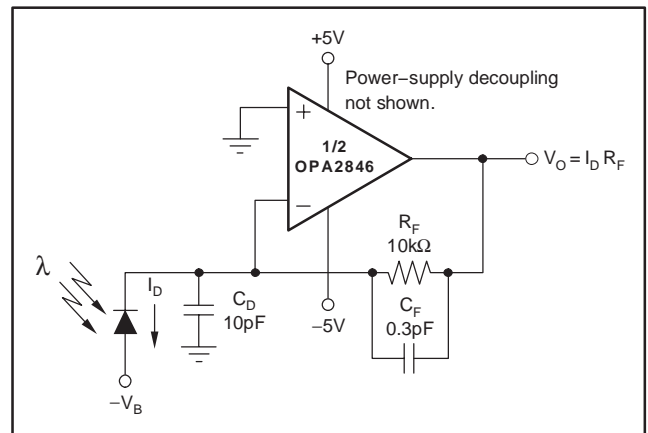 +5V
Power−supply decoupling
not shown.
+
1/2
OPA2846
−
V_O = I_D R_F
R_F
10kΩ
λ
I_D
C_D
10pF
−5V
C_F
0.3pF
−V_B